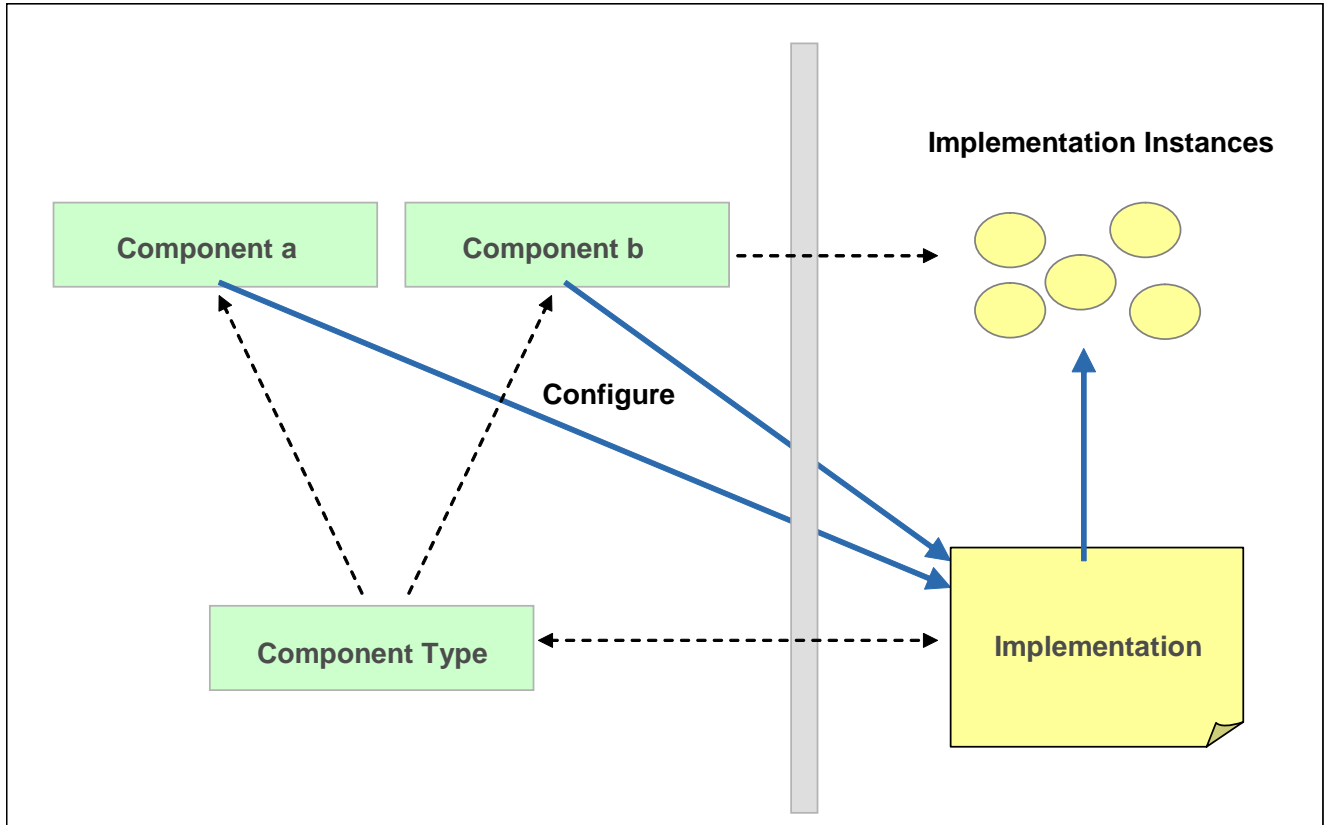 Implementation Instances
Component a
Component b
Configure
Component Type
Implementation